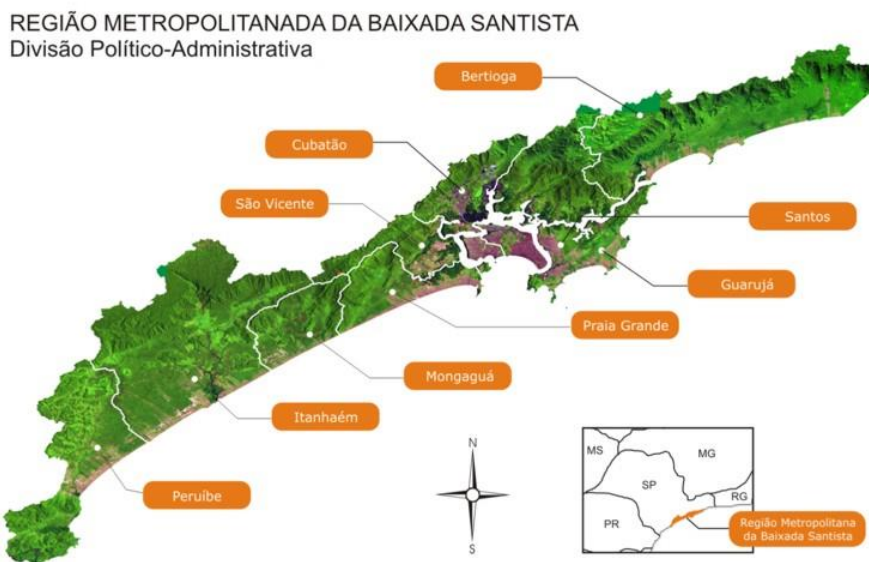 REGIÃO METROPOLITANADA DA BAIXADA SANTISTA
Divisão Político-Administrativa
Bertioga
Cubatão
São Vicente
Santos
Guarujá
Praia Grande
Mongaguá
Itanhaém
Peruíbe
N
S
MS
MG
SP
RG
PR
Região Metropolitana
da Baixada Santista